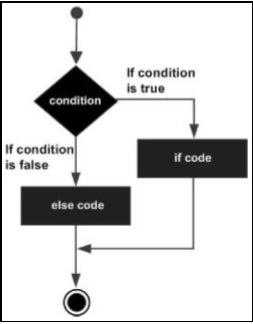 If condition
is true
condition
If condition
is false
if code
else code